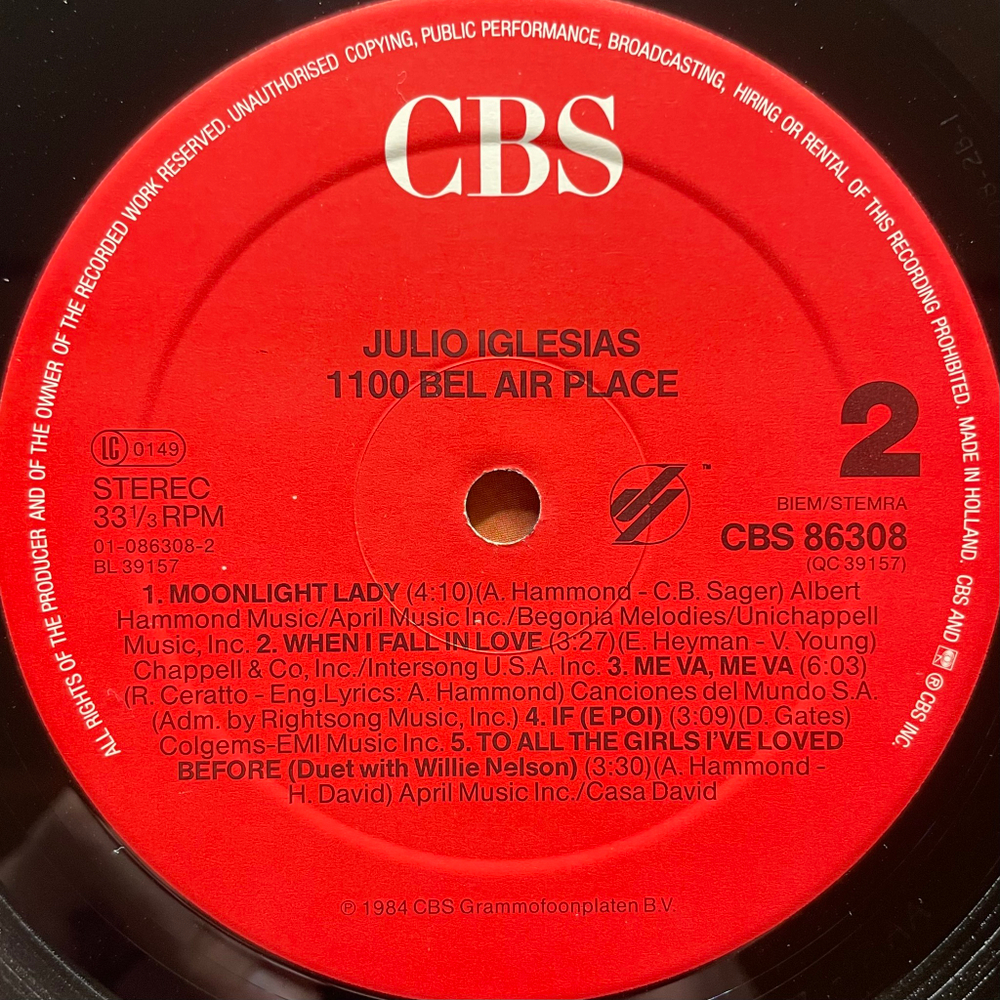 ALL RIGHTS OF THE PRODUCER AND OF THE OWNER OF THE RECORDED WORK RESERVED. UNAUTHORISED COPYING, PUBLIC PERFORMANCE, BROADCASTING, HIRING OR RENTAL OF THIS RECORDING PROHIBITED. MADE IN HOLLAND. CBS AND ℗ CBS INC.
CBS
JULIO IGLESIAS
1100 BEL AIR PLACE
2
LC 0149
STEREO
33 1/3 RPM
01-086308-2
BL 39157
™
BIEM/STEMRA
CBS 86308
(QC 39157)
1. MOONLIGHT LADY (4:10)(A. Hammond - C.B. Sager) Albert
Hammond Music/April Music Inc./Begonia Melodies/Unichappell
Music, Inc. 2. WHEN I FALL IN LOVE (3:27)(E. Heyman - V. Young)
Chappell & Co, Inc./Intersong U.S.A. Inc. 3. ME VA, ME VA (6:03)
(R. Ceratto - Eng.Lyrics: A. Hammond) Canciones del Mundo S.A.
(Adm. by Rightsong Music, Inc.) 4. IF (E POI) (3:09)(D. Gates)
Colgems-EMI Music Inc. 5. TO ALL THE GIRLS I'VE LOVED
BEFORE (Duet with Willie Nelson) (3:30)(A. Hammond -
H. David) April Music Inc./Casa David
℗ 1984 CBS Grammofoonplaten B.V.